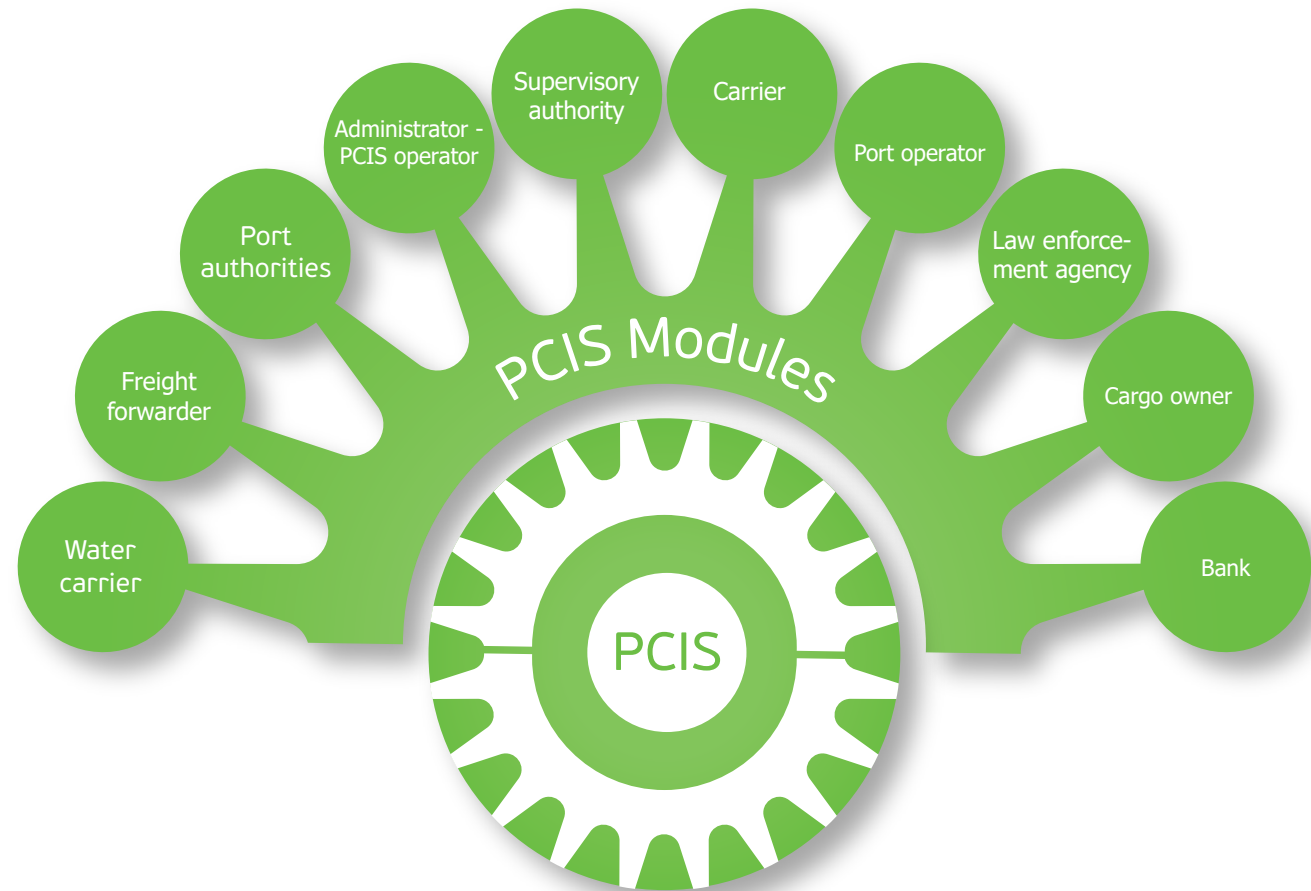 Supervisory
authority
Carrier
Administrator -
PCIS operator
Port operator
Port
authorities
Law enforce-
ment agency
PCIS Modules
Freight
forwarder
Cargo owner
Water
carrier
Bank
PCIS